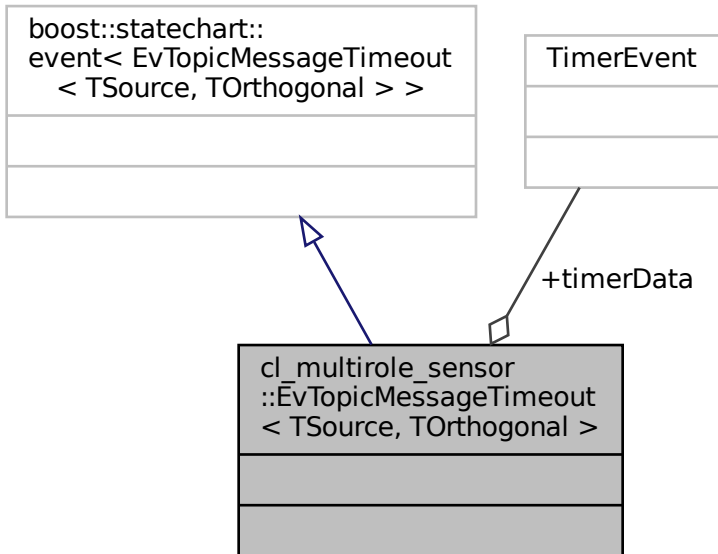 boost::statechart::
event< EvTopicMessageTimeout
< TSource, TOrthogonal > >
TimerEvent
+timerData
cl_multirole_sensor
::EvTopicMessageTimeout
< TSource, TOrthogonal >